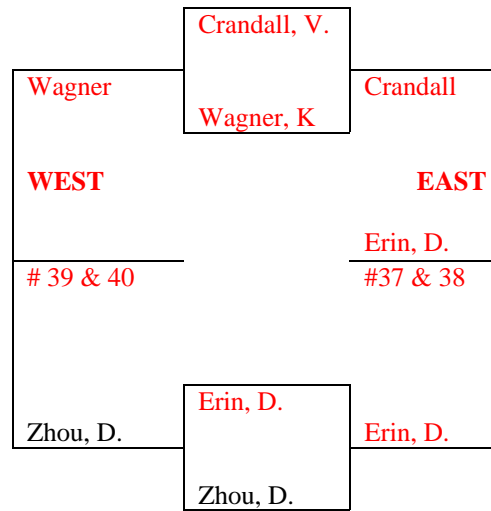 Crandall, V.
Wagner
Crandall
Wagner, K
WEST
EAST
Erin, D.
# 39 & 40
#37 & 38
Erin, D.
Zhou, D.
Erin, D.
Zhou, D.